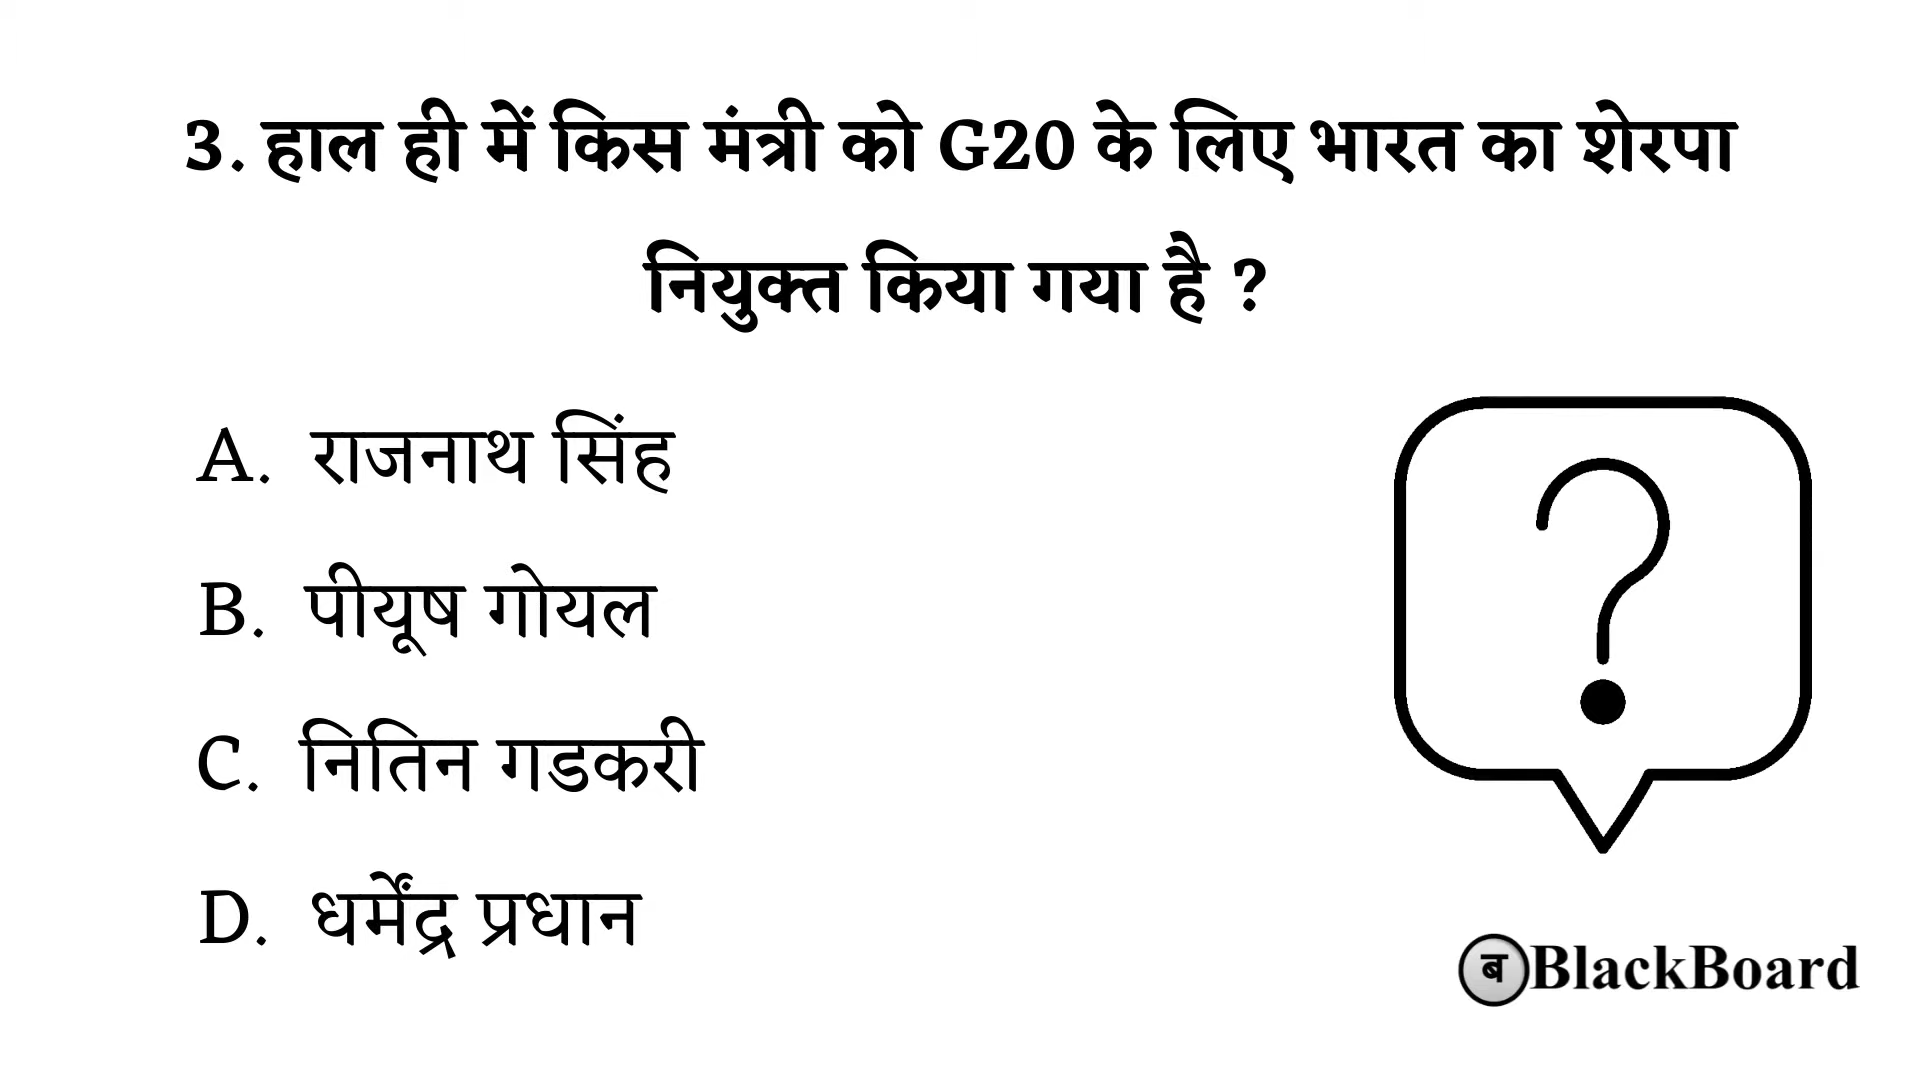 3. हाल ही में किस मंत्री को G20 के लिए भारत का शेरपा
नियुक्त किया गया है ?
A. राजनाथ सिंह
B. पीयूष गोयल
C. नितिन गडकरी
D. धर्मेंद्र प्रधान
ब BlackBoard